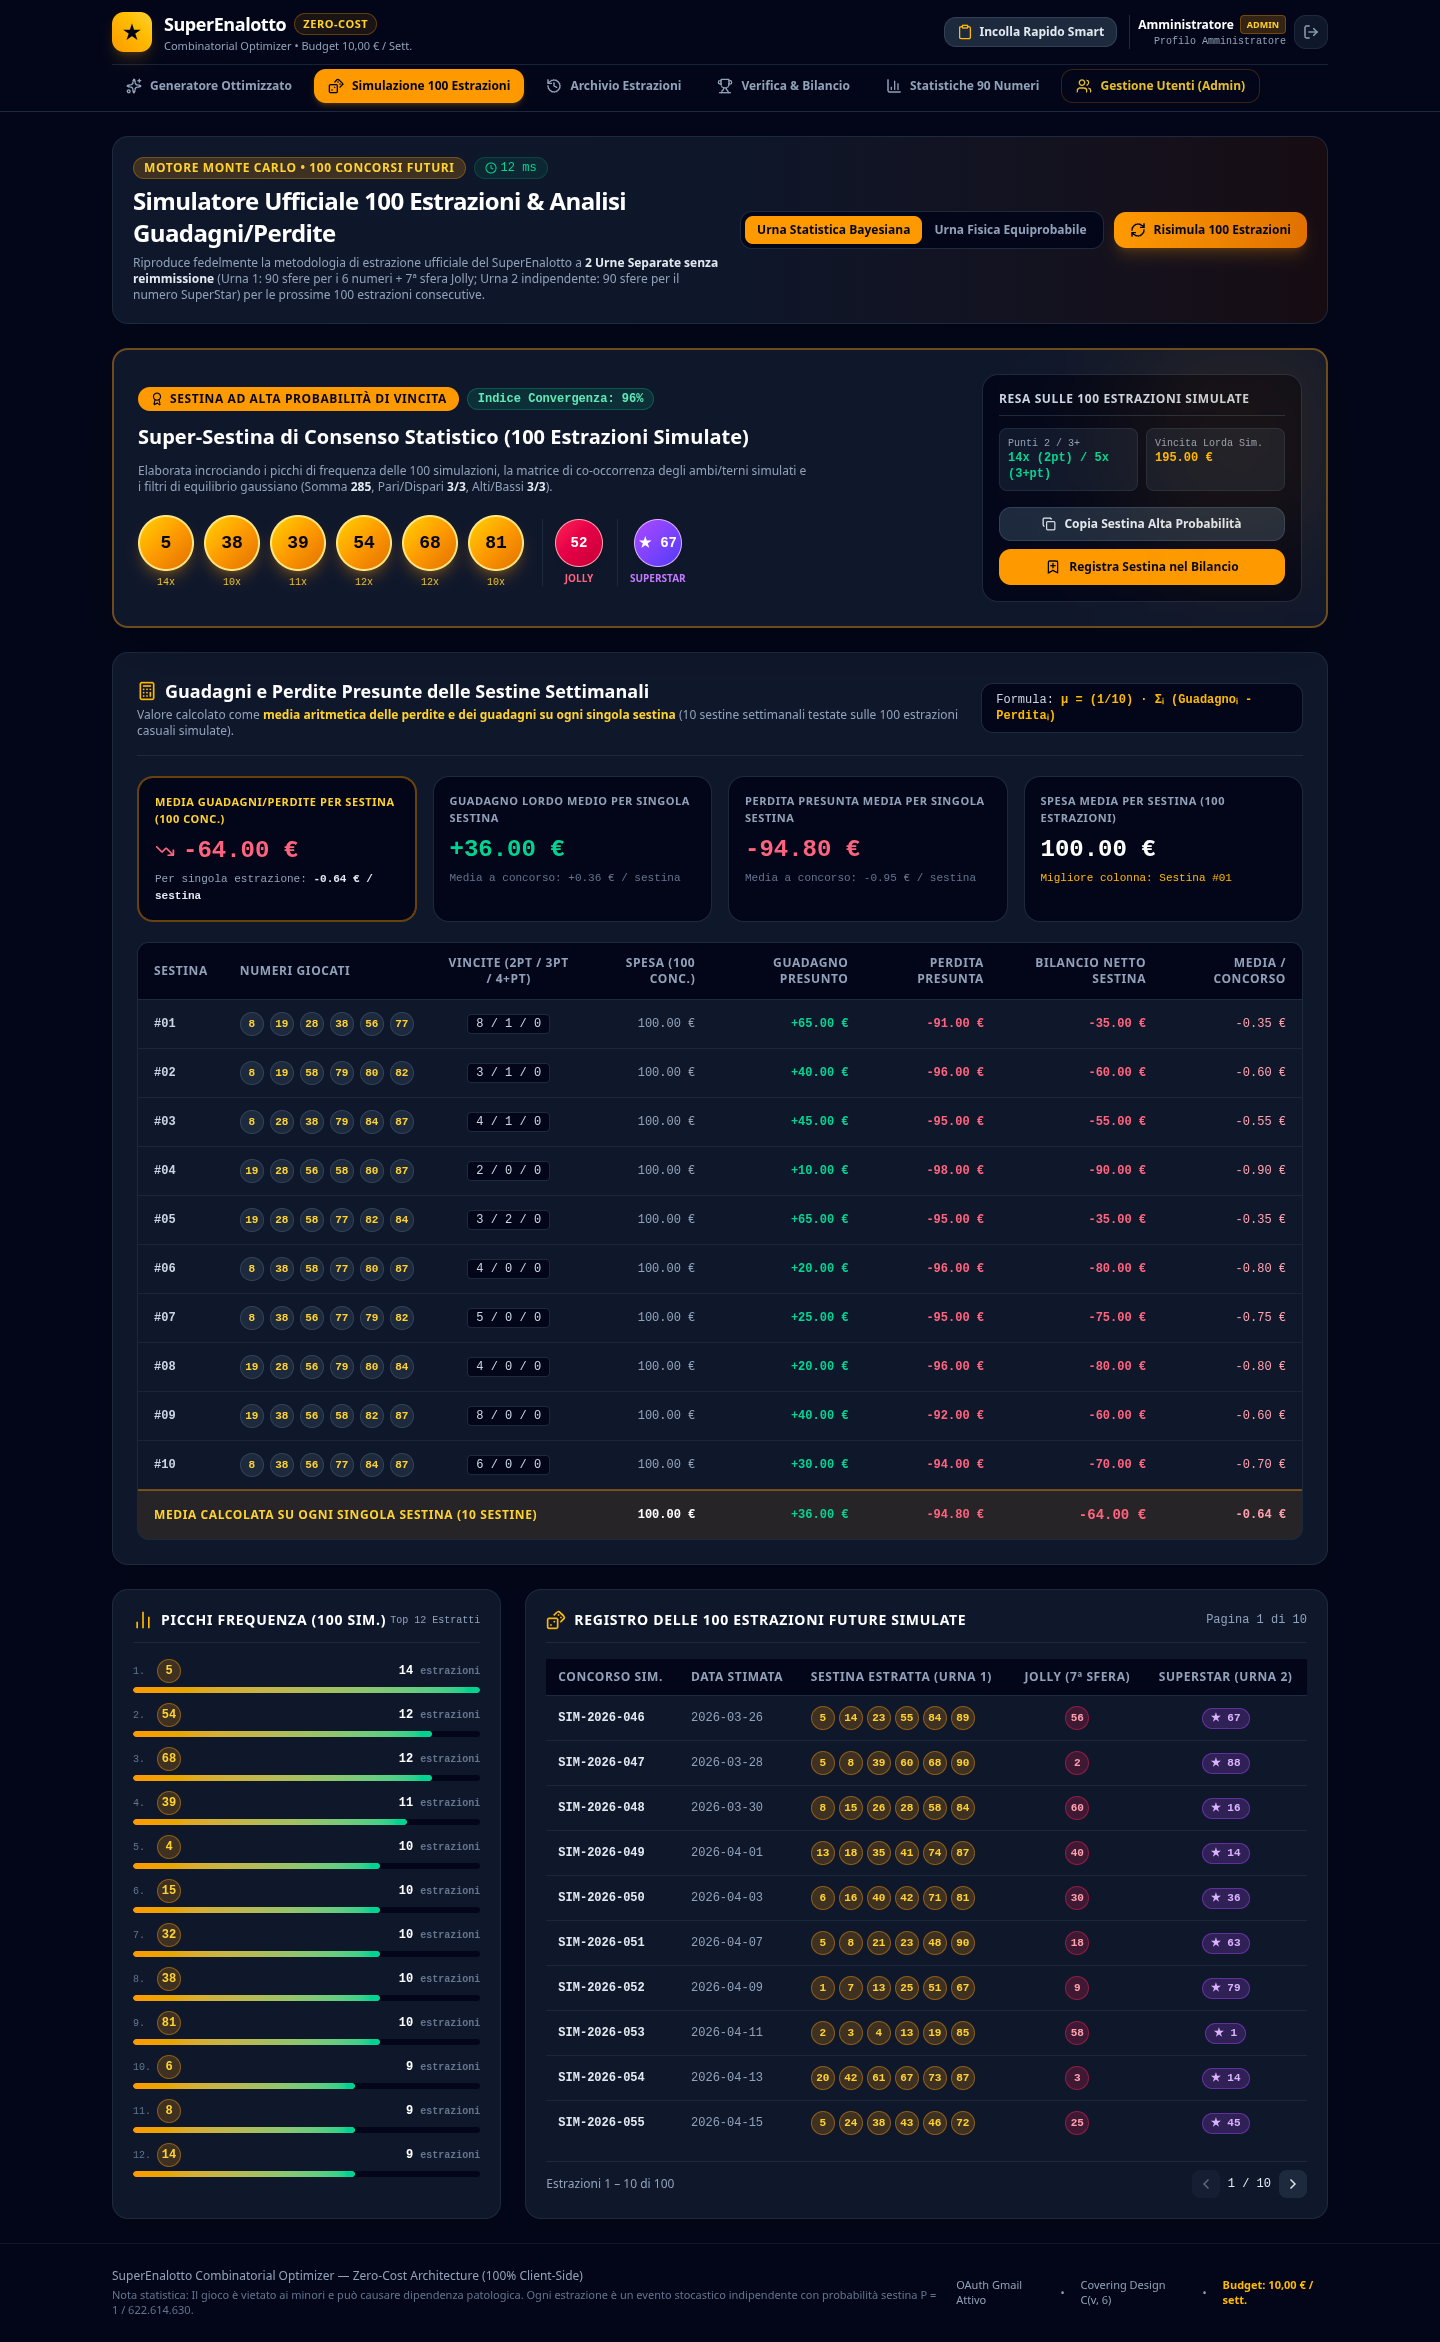 SuperEnalotto ZERO-COST
Combinatorial Optimizer • Budget 10,00 € / Sett.
Incolla Rapido Smart
Amministratore ADMIN
Profilo Amministratore
Generatore Ottimizzato
Simulazione 100 Estrazioni
Archivio Estrazioni
Verifica & Bilancio
Statistiche 90 Numeri
Gestione Utenti (Admin)
MOTORE MONTE CARLO • 100 CONCORSI FUTURI 12 ms
Simulatore Ufficiale 100 Estrazioni & Analisi
Guadagni/Perdite
Riproduce fedelmente la metodologia di estrazione ufficiale del SuperEnalotto a 2 Urne Separate senza
reimmissione (Urna 1: 90 sfere per i 6 numeri + 7ª sfera Jolly; Urna 2 indipendente: 90 sfere per il
numero SuperStar) per le prossime 100 estrazioni consecutive.
Urna Statistica Bayesiana
Urna Fisica Equiprobabile
Risimula 100 Estrazioni
SESTINA AD ALTA PROBABILITÀ DI VINCITA Indice Convergenza: 96%
Super-Sestina di Consenso Statistico (100 Estrazioni Simulate)
Elaborata incrociando i picchi di frequenza delle 100 simulazioni, la matrice di co-occorrenza degli ambi/terni simulati e
i filtri di equilibrio gaussiano (Somma 285, Pari/Dispari 3/3, Alti/Bassi 3/3).
5 38 39 54 68 81 52 ★ 67
14x 10x 11x 12x 12x 10x JOLLY SUPERSTAR
RESA SULLE 100 ESTRAZIONI SIMULATE
Punti 2 / 3+
14x (2pt) / 5x
(3+pt)
Vincita Lorda Sim.
195.00 €
Copia Sestina Alta Probabilità
Registra Sestina nel Bilancio
Guadagni e Perdite Presunte delle Sestine Settimanali
Valore calcolato come media aritmetica delle perdite e dei guadagni su ogni singola sestina (10 sestine settimanali testate sulle 100 estrazioni
casuali simulate).
Formula: μ = (1/10) · Σᵢ (Guadagnoᵢ -
Perditaᵢ)
MEDIA GUADAGNI/PERDITE PER SESTINA
(100 CONC.)
-64.00 €
Per singola estrazione: -0.64 € /
sestina
GUADAGNO LORDO MEDIO PER SINGOLA
SESTINA
+36.00 €
Media a concorso: +0.36 € / sestina
PERDITA PRESUNTA MEDIA PER SINGOLA
SESTINA
-94.80 €
Media a concorso: -0.95 € / sestina
SPESA MEDIA PER SESTINA (100
ESTRAZIONI)
100.00 €
Migliore colonna: Sestina #01
SESTINA NUMERI GIOCATI VINCITE (2PT / 3PT / 4+PT) SPESA (100 CONC.) GUADAGNO PRESUNTO PERDITA PRESUNTA BILANCIO NETTO SESTINA MEDIA / CONCORSO
#01 8 19 28 38 56 77 8 / 1 / 0 100.00 € +65.00 € -91.00 € -35.00 € -0.35 €
#02 8 19 58 79 80 82 3 / 1 / 0 100.00 € +40.00 € -96.00 € -60.00 € -0.60 €
#03 8 28 38 79 84 87 4 / 1 / 0 100.00 € +45.00 € -95.00 € -55.00 € -0.55 €
#04 19 28 56 58 80 87 2 / 0 / 0 100.00 € +10.00 € -98.00 € -90.00 € -0.90 €
#05 19 28 58 77 82 84 3 / 2 / 0 100.00 € +65.00 € -95.00 € -35.00 € -0.35 €
#06 8 38 58 77 80 87 4 / 0 / 0 100.00 € +20.00 € -96.00 € -80.00 € -0.80 €
#07 8 38 56 77 79 82 5 / 0 / 0 100.00 € +25.00 € -95.00 € -75.00 € -0.75 €
#08 19 28 56 79 80 84 4 / 0 / 0 100.00 € +20.00 € -96.00 € -80.00 € -0.80 €
#09 19 38 56 58 82 87 8 / 0 / 0 100.00 € +40.00 € -92.00 € -60.00 € -0.60 €
#10 8 38 56 77 84 87 6 / 0 / 0 100.00 € +30.00 € -94.00 € -70.00 € -0.70 €
MEDIA CALCOLATA SU OGNI SINGOLA SESTINA (10 SESTINE) 100.00 € +36.00 € -94.80 € -64.00 € -0.64 €
PICCHI FREQUENZA (100 SIM.) Top 12 Estratti
1. 5 14 estrazioni
2. 54 12 estrazioni
3. 68 12 estrazioni
4. 39 11 estrazioni
5. 4 10 estrazioni
6. 15 10 estrazioni
7. 32 10 estrazioni
8. 38 10 estrazioni
9. 81 10 estrazioni
10. 6 9 estrazioni
11. 8 9 estrazioni
12. 14 9 estrazioni
REGISTRO DELLE 100 ESTRAZIONI FUTURE SIMULATE Pagina 1 di 10
CONCORSO SIM. DATA STIMATA SESTINA ESTRATTA (URNA 1) JOLLY (7ª SFERA) SUPERSTAR (URNA 2)
SIM-2026-046 2026-03-26 5 14 23 55 84 89 56 ★ 67
SIM-2026-047 2026-03-28 5 8 39 60 68 90 2 ★ 88
SIM-2026-048 2026-03-30 8 15 26 28 58 84 60 ★ 16
SIM-2026-049 2026-04-01 13 18 35 41 74 87 40 ★ 14
SIM-2026-050 2026-04-03 6 16 40 42 71 81 30 ★ 36
SIM-2026-051 2026-04-07 5 8 21 23 48 90 18 ★ 63
SIM-2026-052 2026-04-09 1 7 13 25 51 67 9 ★ 79
SIM-2026-053 2026-04-11 2 3 4 13 19 85 58 ★ 1
SIM-2026-054 2026-04-13 20 42 61 67 73 87 3 ★ 14
SIM-2026-055 2026-04-15 5 24 38 43 46 72 25 ★ 45
Estrazioni 1 – 10 di 100 1 / 10
SuperEnalotto Combinatorial Optimizer — Zero-Cost Architecture (100% Client-Side)
Nota statistica: Il gioco è vietato ai minori e può causare dipendenza patologica. Ogni estrazione è un evento stocastico indipendente con probabilità sestina P =
1 / 622.614.630.
OAuth Gmail
Attivo
•
Covering Design
C(v, 6)
•
Budget: 10,00 € /
sett.